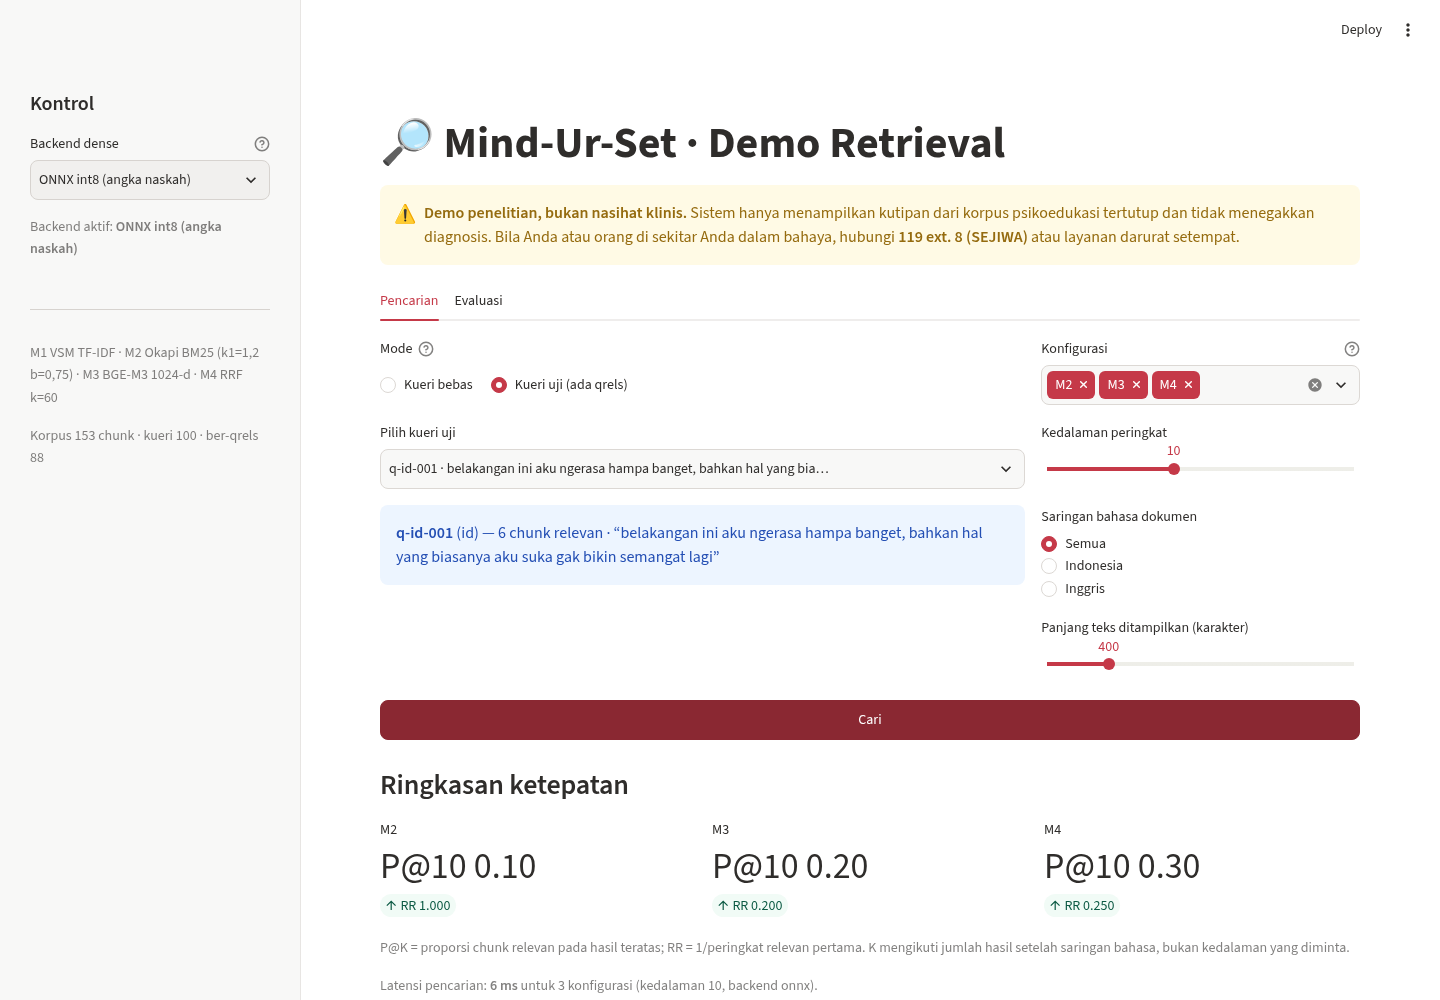 Deploy
Kontrol
Backend dense
ONNX int8 (angka naskah)
Backend aktif: ONNX int8 (angka
naskah)
M1 VSM TF-IDF · M2 Okapi BM25 (k1=1,2
b=0,75) · M3 BGE-M3 1024-d · M4 RRF
k=60
Korpus 153 chunk · kueri 100 · ber-qrels
88
Mind-Ur-Set · Demo Retrieval
Demo penelitian, bukan nasihat klinis. Sistem hanya menampilkan kutipan dari korpus psikoedukasi tertutup dan tidak menegakkan
diagnosis. Bila Anda atau orang di sekitar Anda dalam bahaya, hubungi 119 ext. 8 (SEJIWA) atau layanan darurat setempat.
Pencarian Evaluasi
Mode
Kueri bebas Kueri uji (ada qrels)
Pilih kueri uji
q-id-001 · belakangan ini aku ngerasa hampa banget, bahkan hal yang bia…
q-id-001 (id) — 6 chunk relevan · “belakangan ini aku ngerasa hampa banget, bahkan hal
yang biasanya aku suka gak bikin semangat lagi”
Konfigurasi
M2 M3 M4
Kedalaman peringkat
10
Saringan bahasa dokumen
Semua
Indonesia
Inggris
Panjang teks ditampilkan (karakter)
400
Cari
Ringkasan ketepatan
M2 M3 M4
P@10 0.10 P@10 0.20 P@10 0.30
↑ RR 1.000 ↑ RR 0.200 ↑ RR 0.250
P@K = proporsi chunk relevan pada hasil teratas; RR = 1/peringkat relevan pertama. K mengikuti jumlah hasil setelah saringan bahasa, bukan kedalaman yang diminta.
Latensi pencarian: 6 ms untuk 3 konfigurasi (kedalaman 10, backend onnx).